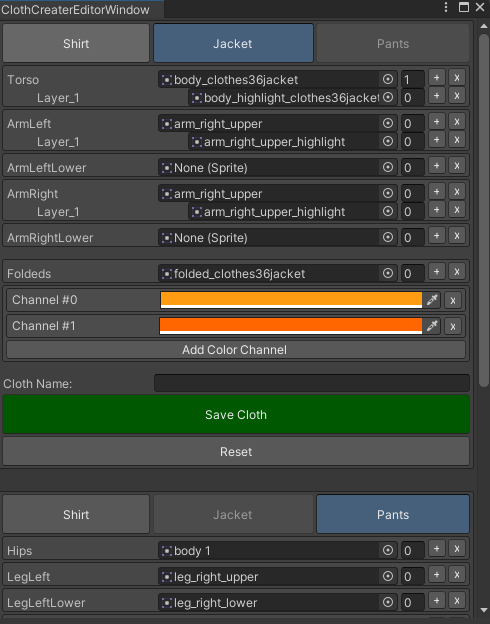 ClothCreaterEditorWindow
Shirt Jacket Pants
Torso body_clothes36jacket 1 + x
Layer_1 body_highlight_clothes36jacket 0 + x
ArmLeft arm_right_upper 0 + x
Layer_1 arm_right_upper_highlight 0 + x
ArmLeftLower None (Sprite) 0 + x
ArmRight arm_right_upper 0 + x
Layer_1 arm_right_upper_highlight 0 + x
ArmRightLower None (Sprite) 0 + x
Foldeds folded_clothes36jacket 0 + x
Channel #0 x
Channel #1 x
Add Color Channel
Cloth Name:
Save Cloth
Reset
Shirt Jacket Pants
Hips body 1 0 + x
LegLeft leg_right_upper 0 + x
LegLeftLower leg_right_lower 0 + x